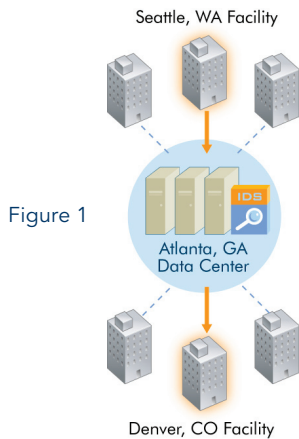 Seattle, WA Facility
IDS
Figure 1
Atlanta, GA
Data Center
Denver, CO Facility